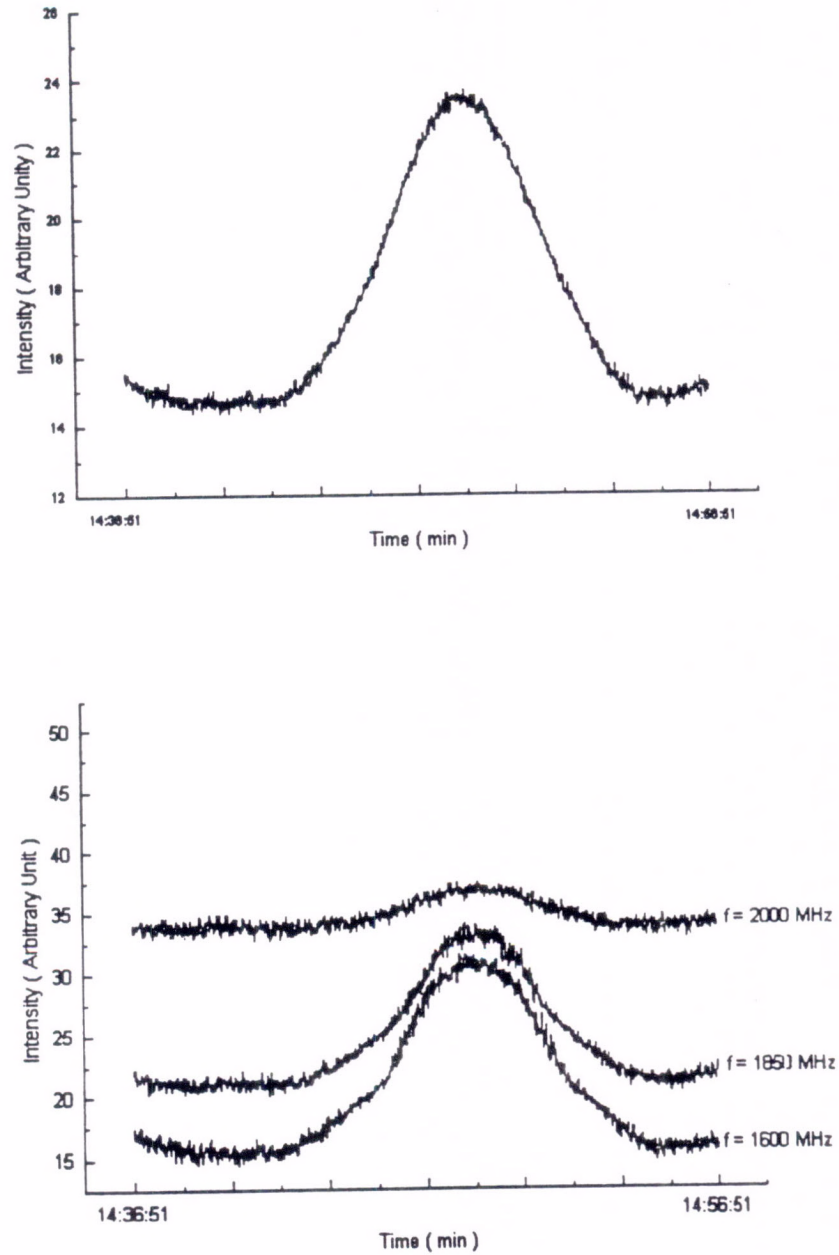 26
24
22
20
18
16
14
12
Intensity ( Arbitrary Unity )
14:36:51
14:56:51
Time ( min )
50
45
40
35
30
25
20
15
Intensity ( Arbitrary Unit )
f = 2000 MHz
f = 1850 MHz
f = 1600 MHz
14:36:51
14:56:51
Time ( min )